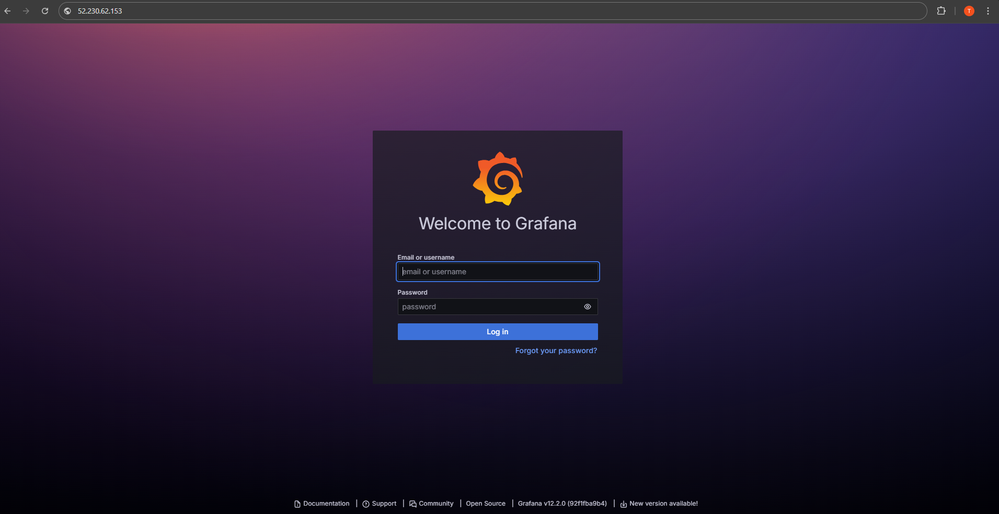 52.230.62.153
T
Welcome to Grafana
Email or username
email or username
Password
password
Log in
Forgot your password?
Documentation | Support | Community | Open Source | Grafana v12.2.0 (92f1fba9b4) | New version available!